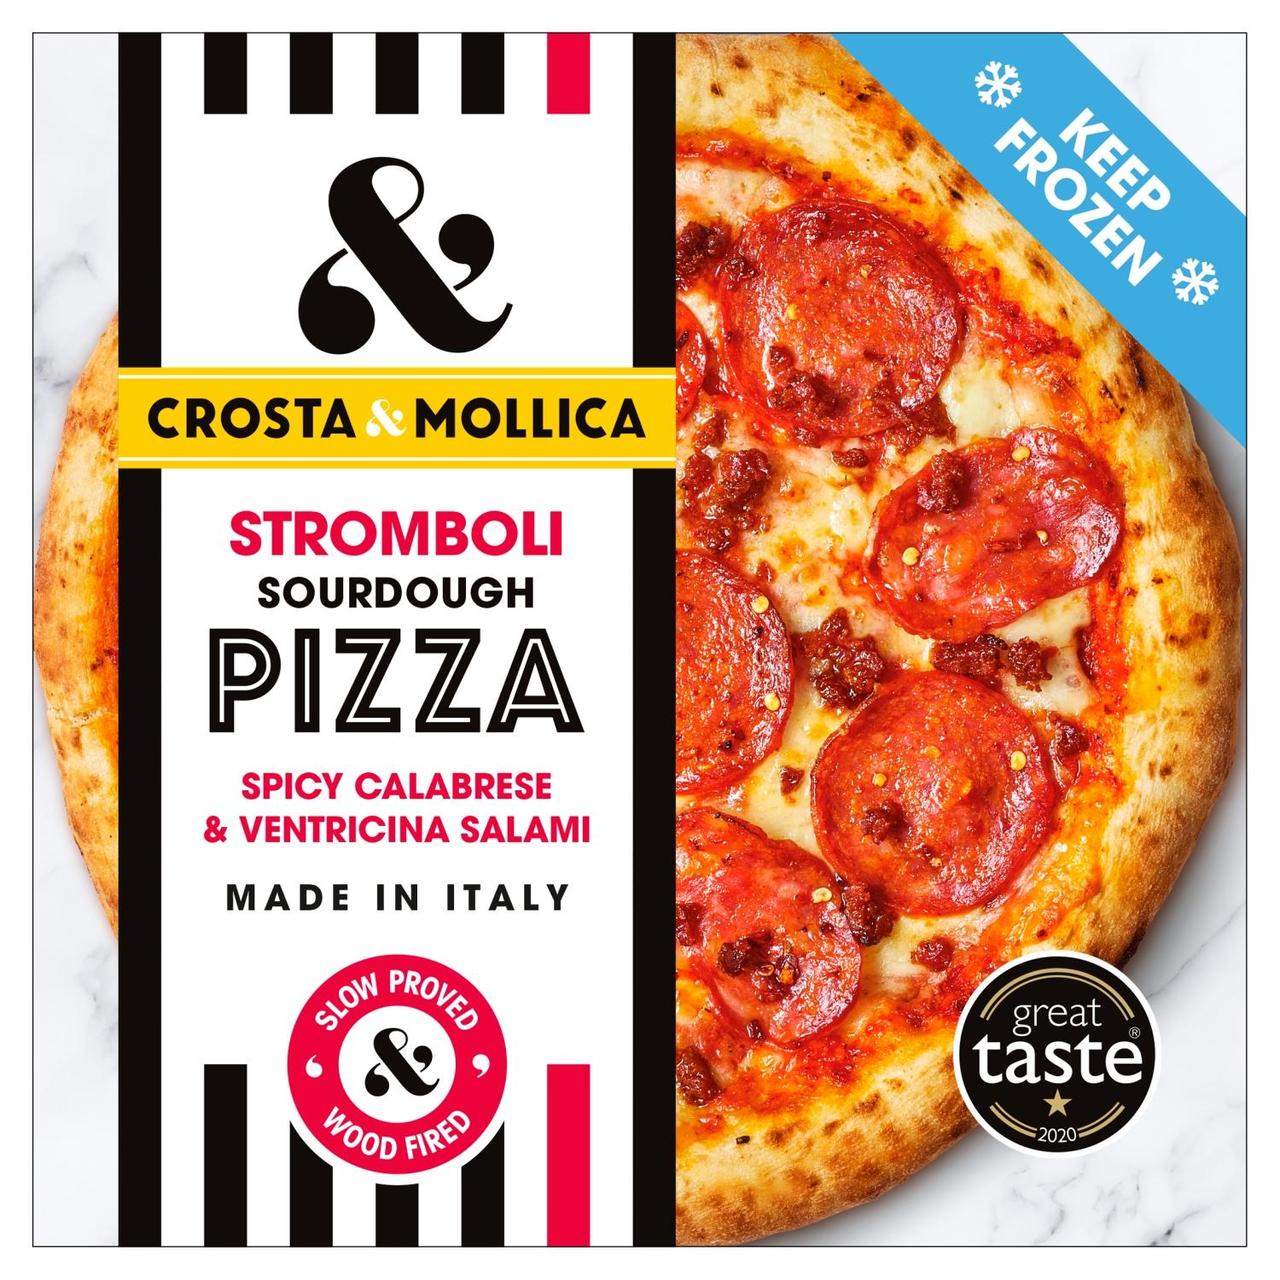 KEEP
FROZEN
&
CROSTA & MOLLICA
STROMBOLI
SOURDOUGH
PIZZA
SPICY CALABRESE
& VENTRICINA SALAMI
MADE IN ITALY
SLOW PROVED
&
WOOD FIRED
great
taste®
2020